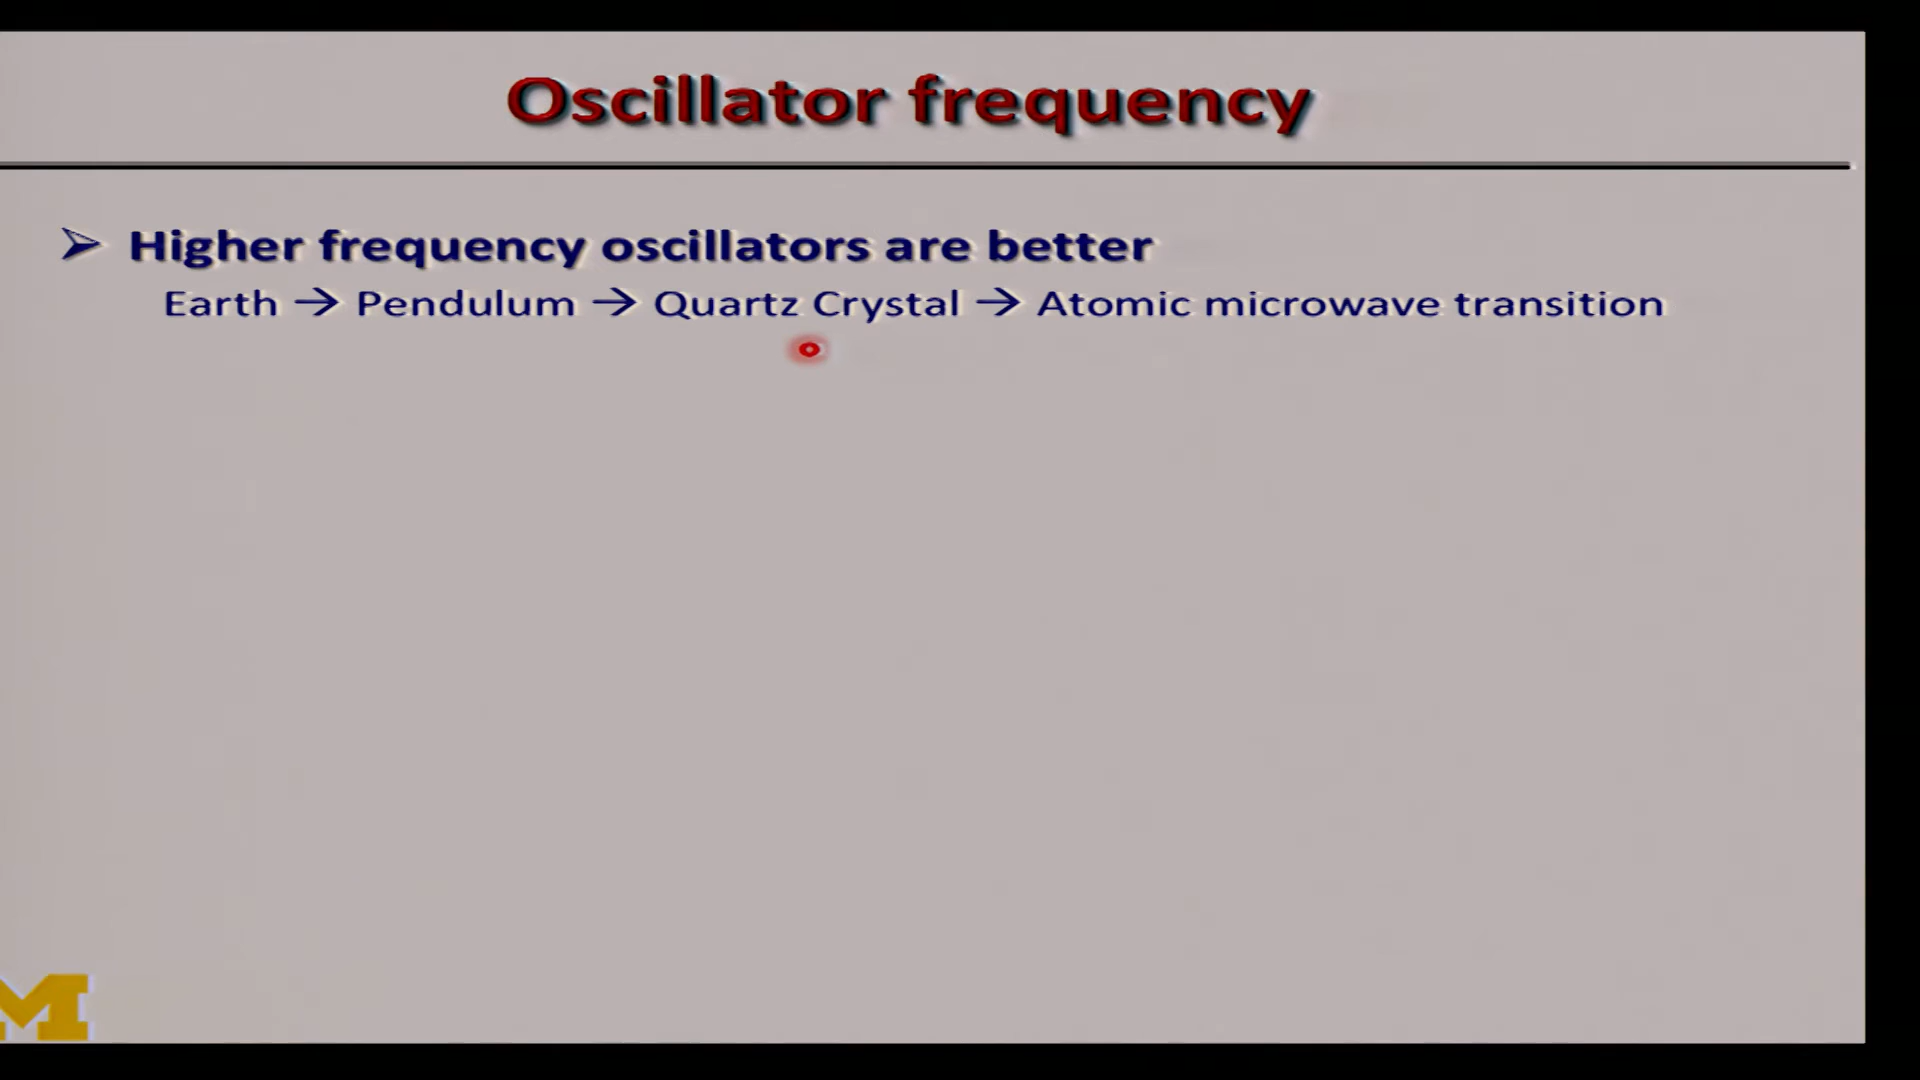 Oscillator frequency
➢ Higher frequency oscillators are better
Earth → Pendulum → Quartz Crystal → Atomic microwave transition
M